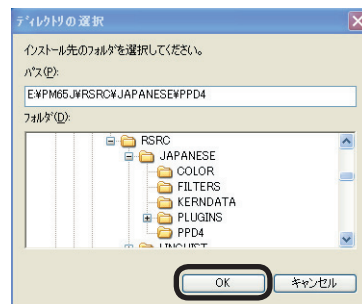 ディレクトリの選択
インストール先のフォルダを選択してください。
パス(P):
E:¥PM65J¥RSRC¥JAPANESE¥PPD4
フォルダ(D):
RSRC
JAPANESE
COLOR
FILTERS
KERNDATA
PLUGINS
PPD4
LINGUIST
OK
キャンセル